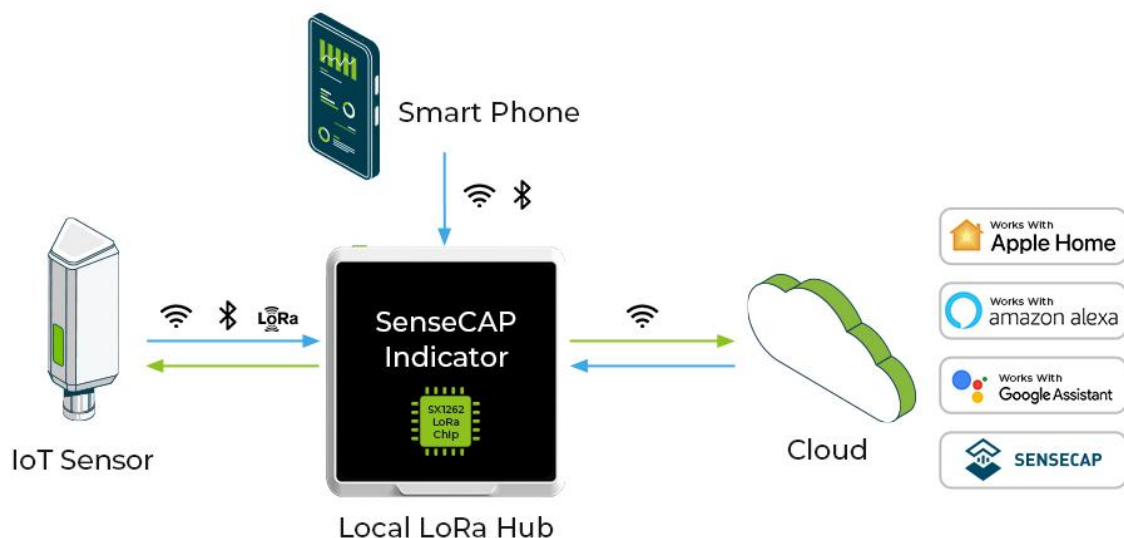 Smart Phone
LoRa
IoT Sensor
SenseCAP
Indicator
SX1262
LoRa
Chip
Local LoRa Hub
Cloud
Works With
Apple Home
Works With
amazon alexa
Works With
Google Assistant
SENSECAP